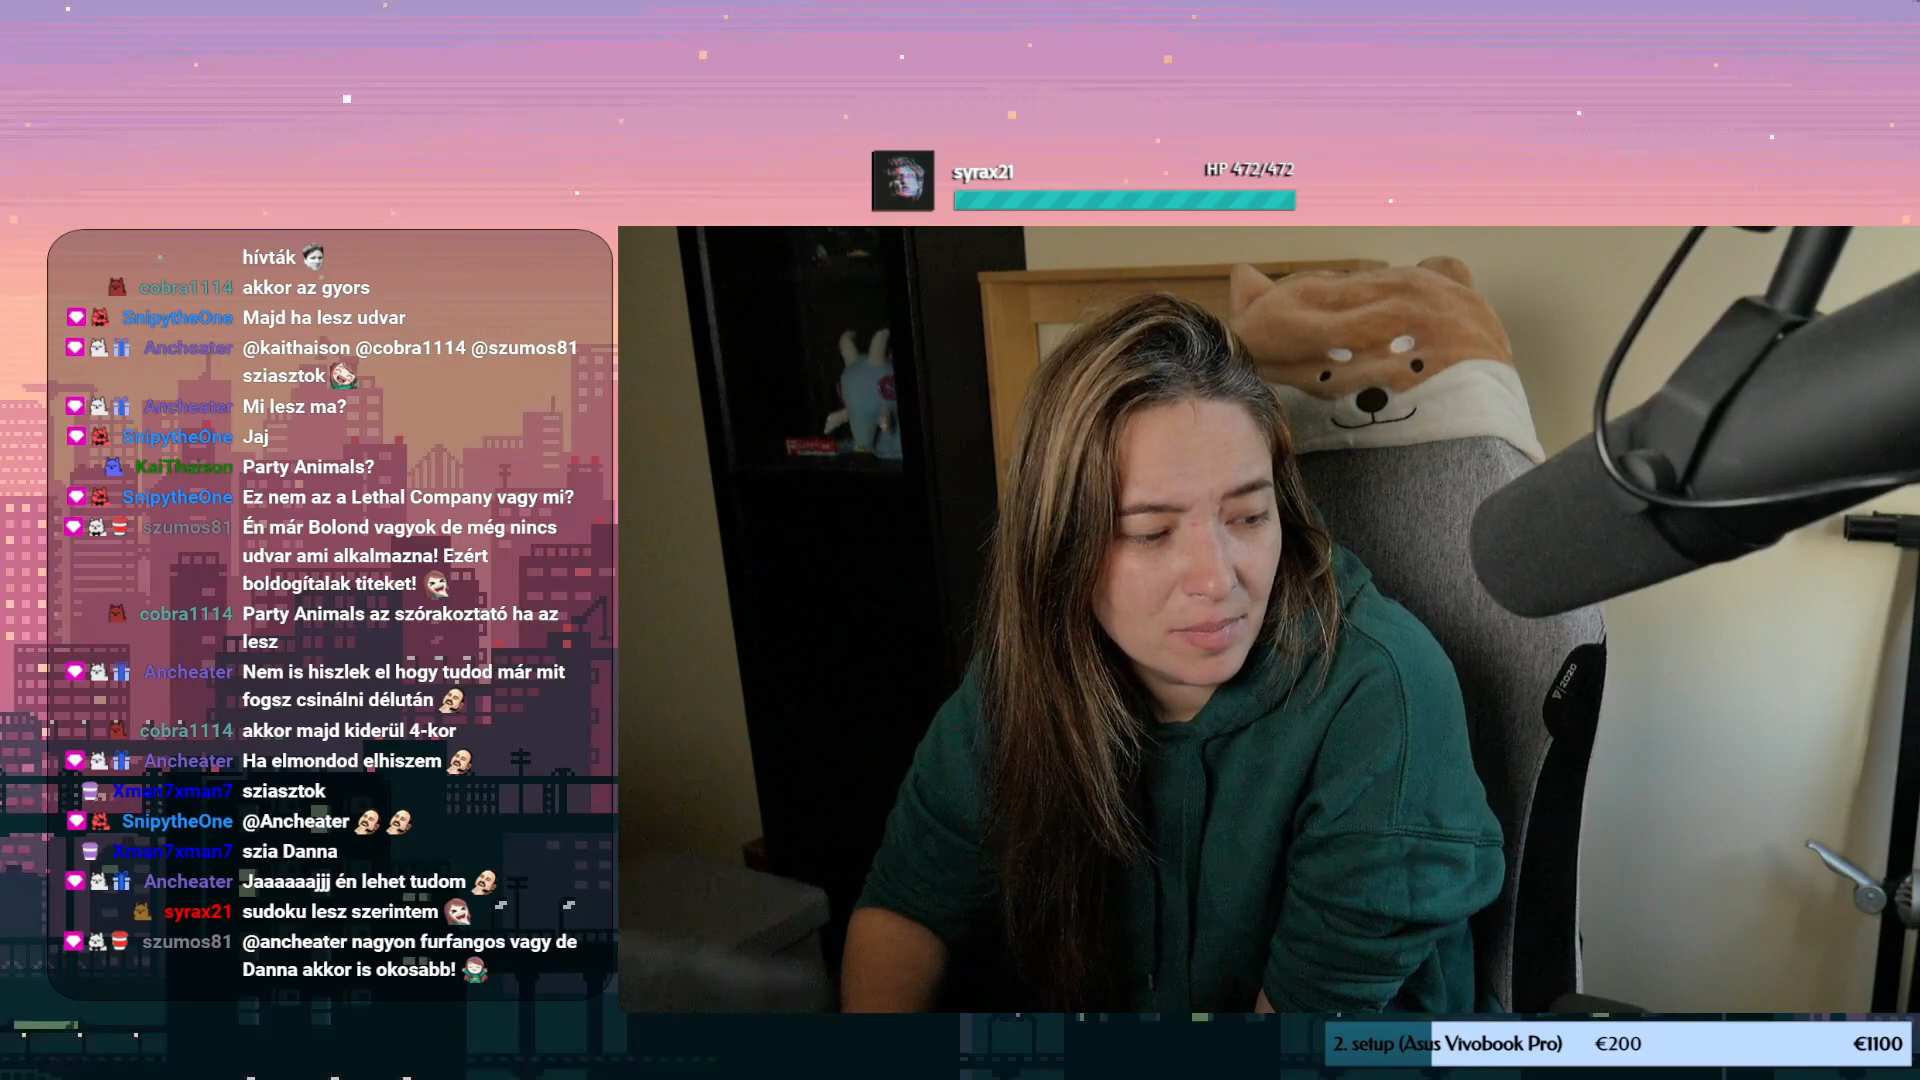 syrax21 HP 472/472
hívták
cobra1114 akkor az gyors
SnipytheOne Majd ha lesz udvar
Ancheater @kaithaison @cobra1114 @szumos81
sziasztok
Ancheater Mi lesz ma?
SnipytheOne Jaj
KaiThaison Party Animals?
SnipytheOne Ez nem az a Lethal Company vagy mi?
szumos81 Én már Bolond vagyok de még nincs
udvar ami alkalmazna! Ezért
boldogítalak titeket!
cobra1114 Party Animals az szórakoztató ha az
lesz
Ancheater Nem is hiszlek el hogy tudod már mit
fogsz csinálni délután
cobra1114 akkor majd kiderül 4-kor
Ancheater Ha elmondod elhiszem
Xman7xman7 sziasztok
SnipytheOne @Ancheater
Xman7xman7 szia Danna
Ancheater Jaaaaaajjj én lehet tudom
syrax21 sudoku lesz szerintem
szumos81 @ancheater nagyon furfangos vagy de
Danna akkor is okosabb!
2020
2. setup (Asus Vivobook Pro) €200 €1100